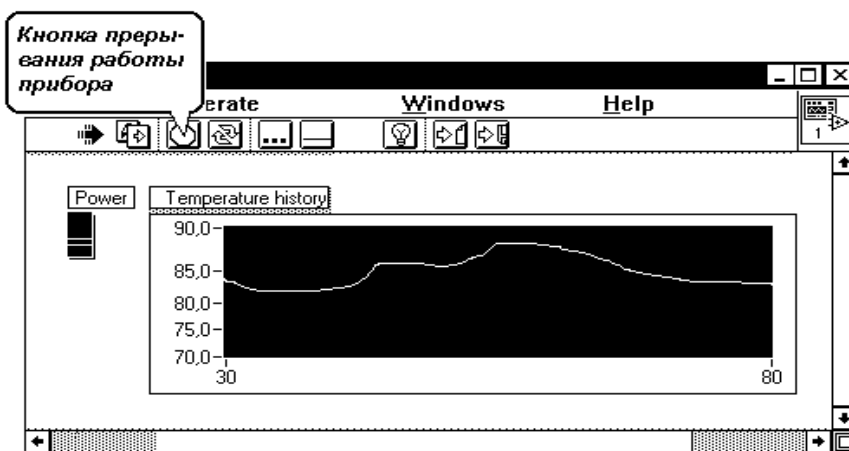 Кнопка преры-
вания работы
прибора
erate Windows Help
1
Power Temperature history
90,0
85,0
80,0
75,0
70,0
30 80